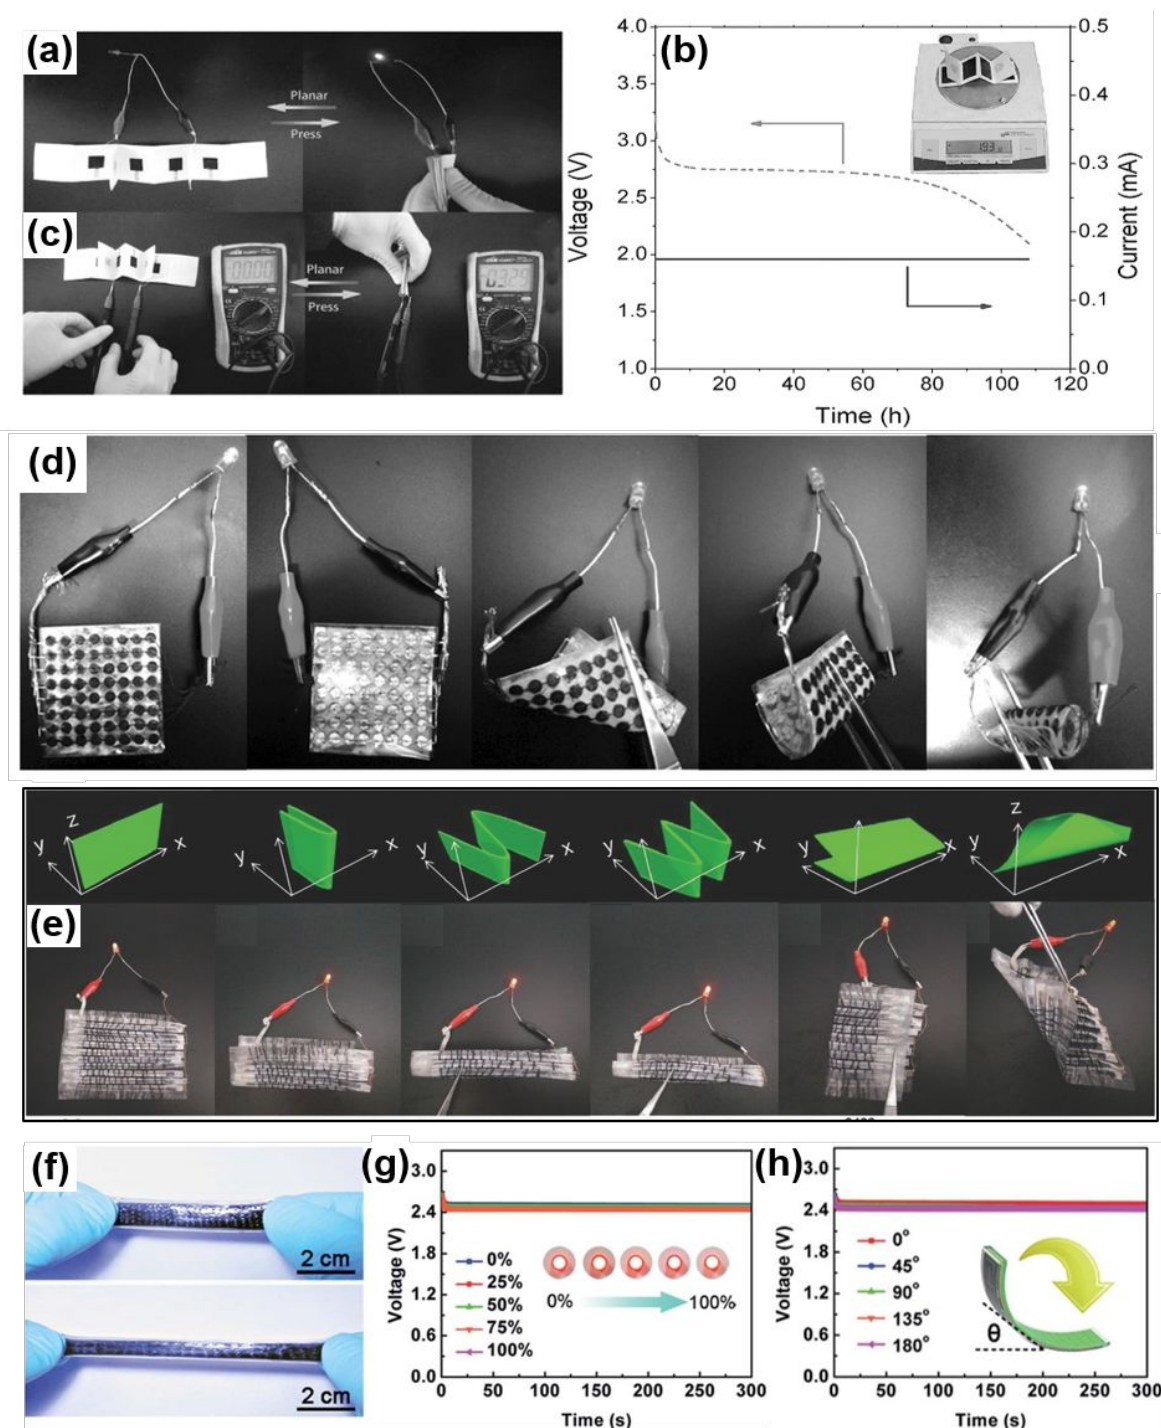 (a)
Planar
Press
(b)
4.0
3.5
3.0
2.5
2.0
1.5
1.0
Voltage (V)
0.5
0.4
0.3
0.2
0.1
0.0
Current (mA)
0 20 40 60 80 100 120
Time (h)
(c)
Planar
Press
(d)
z
y
x
y
x
y
x
y
x
y
x
z
y
x
(e)
(f)
2 cm
2 cm
(g)
3.0
2.4
1.8
1.2
0.6
0.0
Voltage (V)
0%
25%
50%
75%
100%
0%
100%
0 50 100 150 200 250 300
Time (s)
(h)
3.0
2.4
1.8
1.2
0.6
0.0
Voltage (V)
0°
45°
90°
135°
180°
θ
0 50 100 150 200 250 300
Time (s)